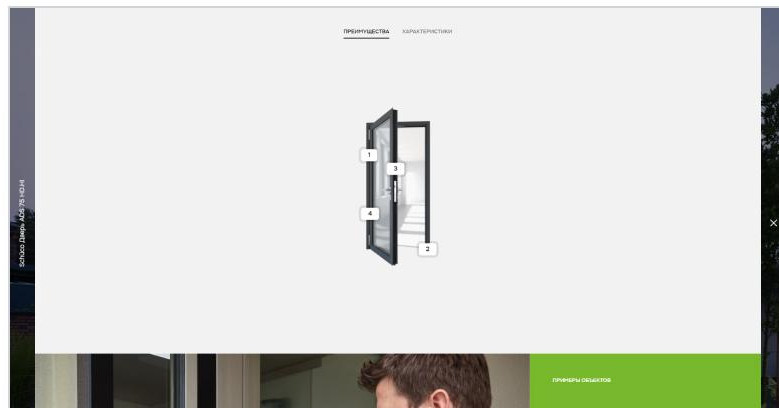 ПРЕИМУЩЕСТВА ХАРАКТЕРИСТИКИ
1
3
4
2
Schüco Дверь ADS 75 HD.HI
ПРИМЕРЫ ОБЪЕКТОВ